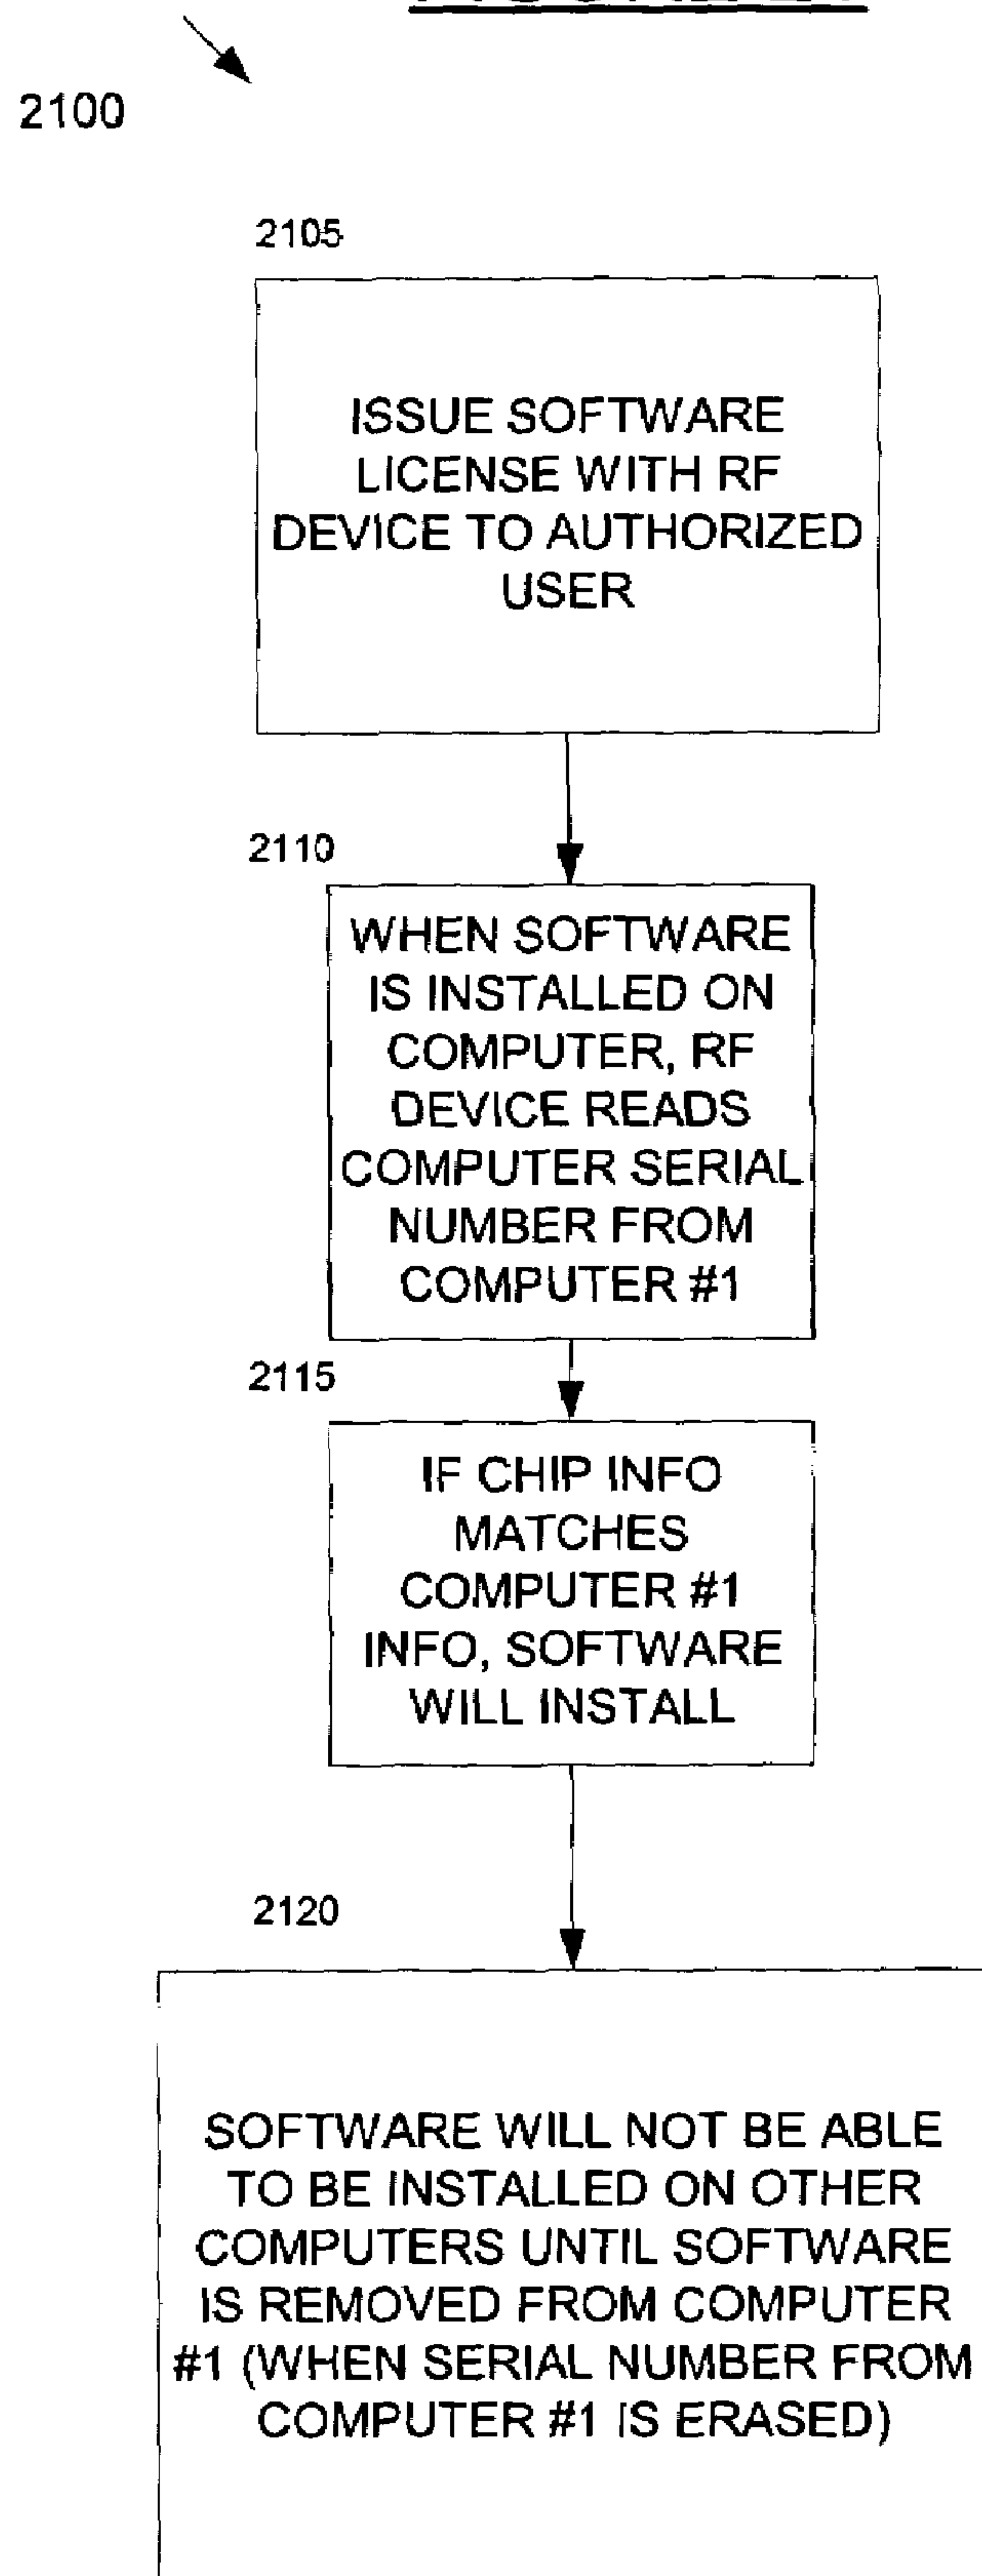 2100
2105
ISSUE SOFTWARE
LICENSE WITH RF
DEVICE TO AUTHORIZED
USER
2110
WHEN SOFTWARE
IS INSTALLED ON
COMPUTER, RF
DEVICE READS
COMPUTER SERIAL
NUMBER FROM
COMPUTER #1
2115
IF CHIP INFO
MATCHES
COMPUTER #1
INFO, SOFTWARE
WILL INSTALL
2120
SOFTWARE WILL NOT BE ABLE
TO BE INSTALLED ON OTHER
COMPUTERS UNTIL SOFTWARE
IS REMOVED FROM COMPUTER
#1 (WHEN SERIAL NUMBER FROM
COMPUTER #1 IS ERASED)